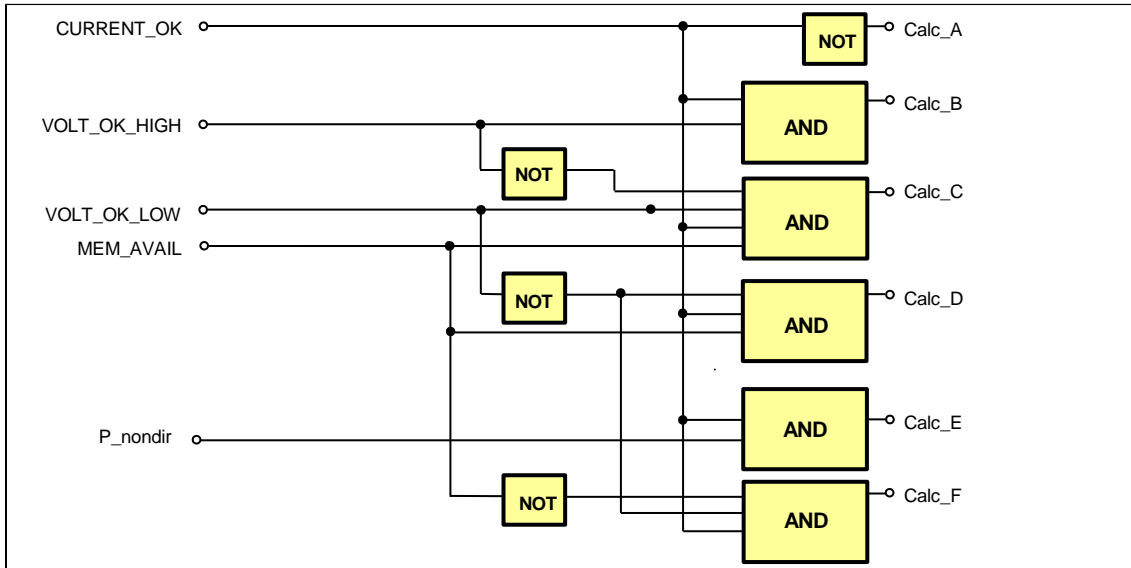 CURRENT_OK
NOT
Calc_A
Calc_B
VOLT_OK_HIGH
AND
NOT
Calc_C
VOLT_OK_LOW
AND
MEM_AVAIL
NOT
Calc_D
AND
Calc_E
P_nondir
AND
NOT
Calc_F
AND